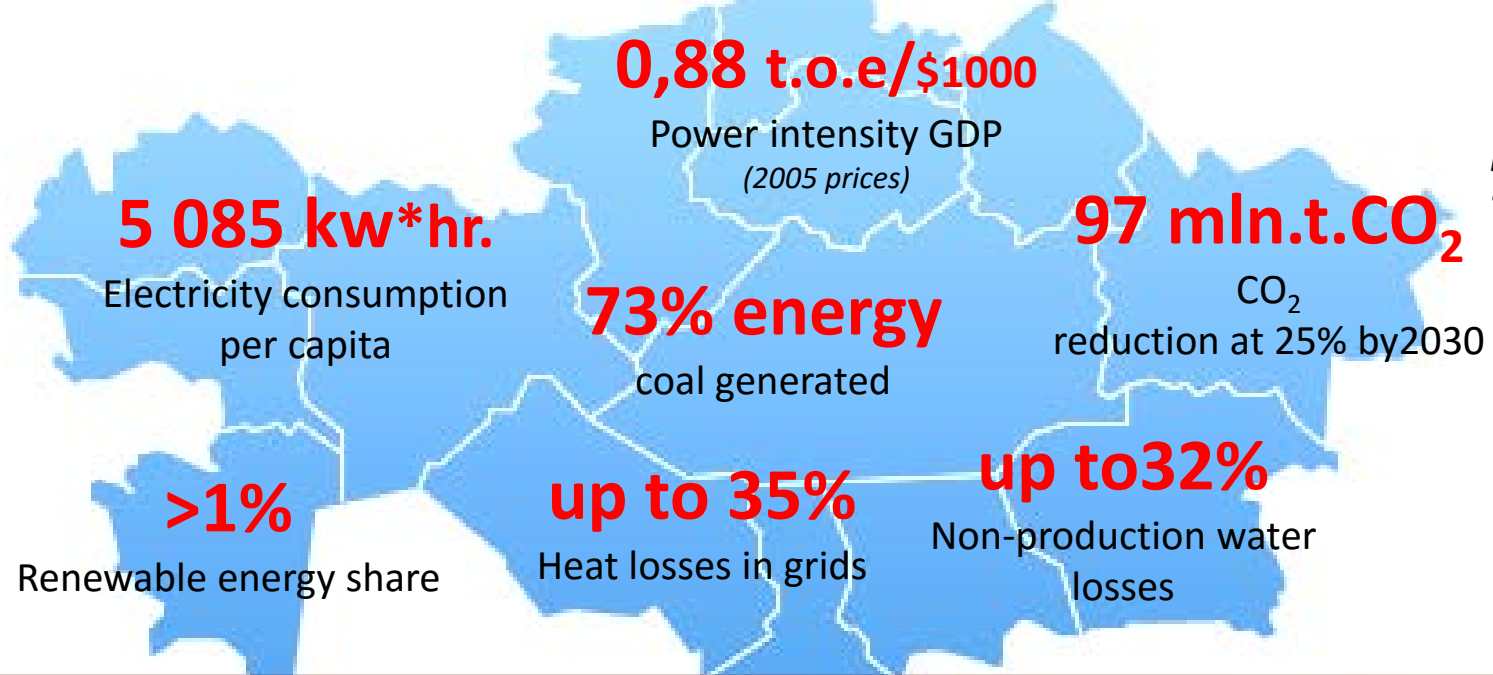 0,88 t.o.e/$1000
Power intensity GDP
(2005 prices)
5 085 kw*hr.
Electricity consumption
per capita
73% energy
coal generated
97 mln.t.CO₂
CO₂
reduction at 25% by2030
>1%
Renewable energy share
up to 35%
Heat losses in grids
up to32%
Non-production water
losses